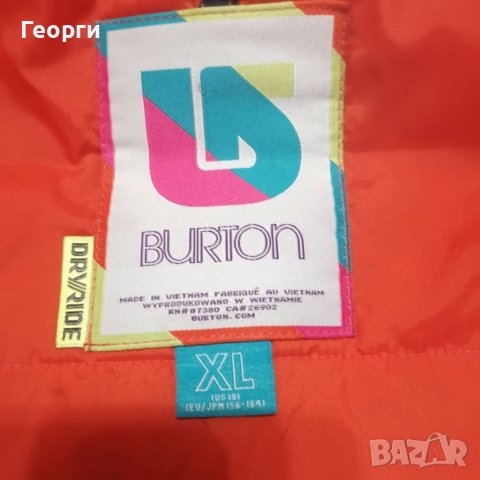 Георги
BURTON
MADE IN VIETNAM FABRIQUÉ AU VIETNAM
WYPRODUKOWANO W WIETNAMIE
RN# 87380 CA# 26902
BURTON.COM
DRY/RIDE
XL
(US 18)
(EU/JPN 156-164)
BAZAR